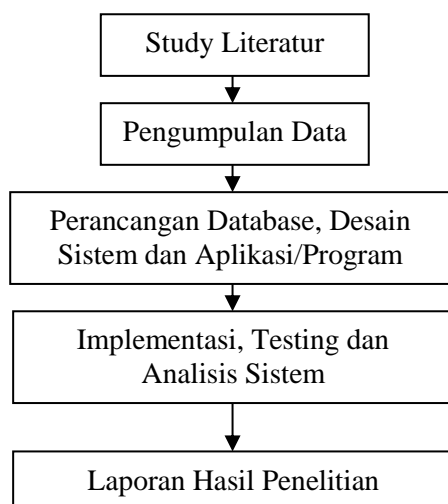 Study Literatur
Pengumpulan Data
Perancangan Database, Desain
Sistem dan Aplikasi/Program
Implementasi, Testing dan
Analisis Sistem
Laporan Hasil Penelitian